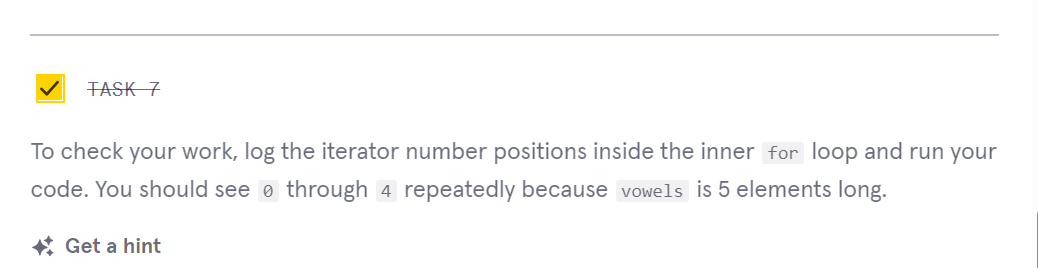 TASK 7
To check your work, log the iterator number positions inside the inner for loop and run your
code. You should see 0 through 4 repeatedly because vowels is 5 elements long.
Get a hint